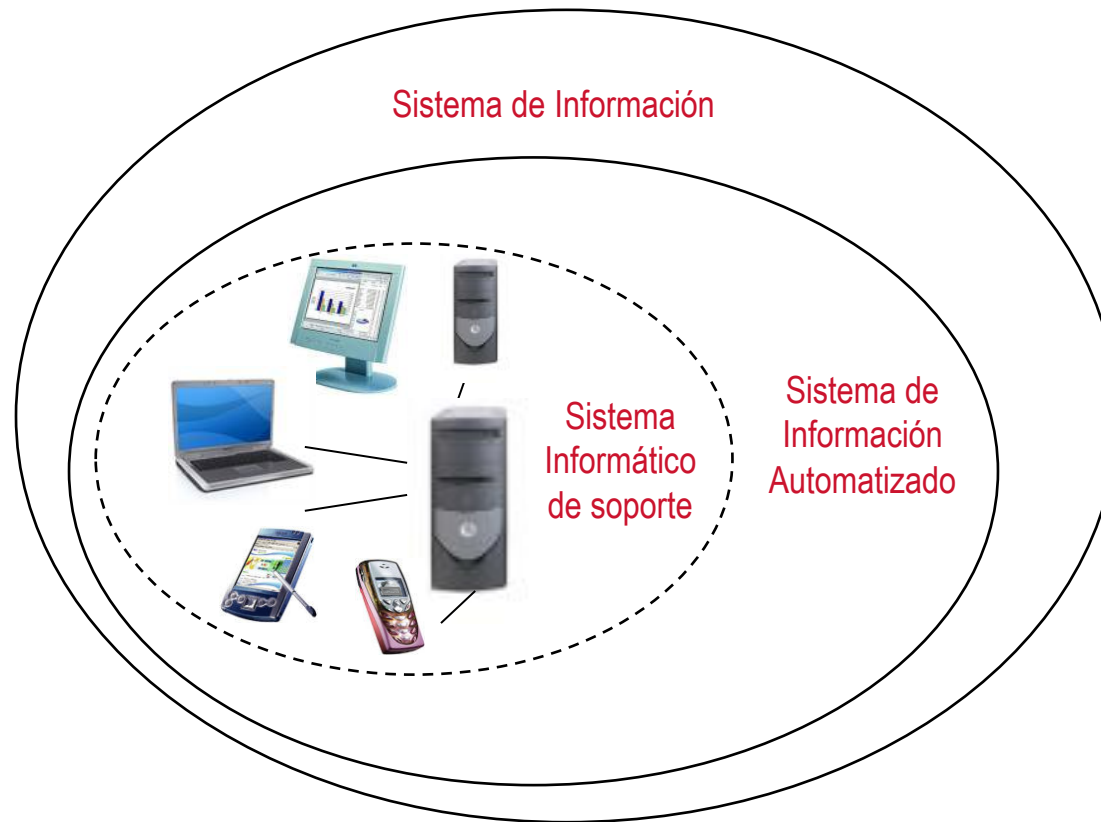 Sistema de Información
Sistema
Informático
de soporte
Sistema de
Información
Automatizado